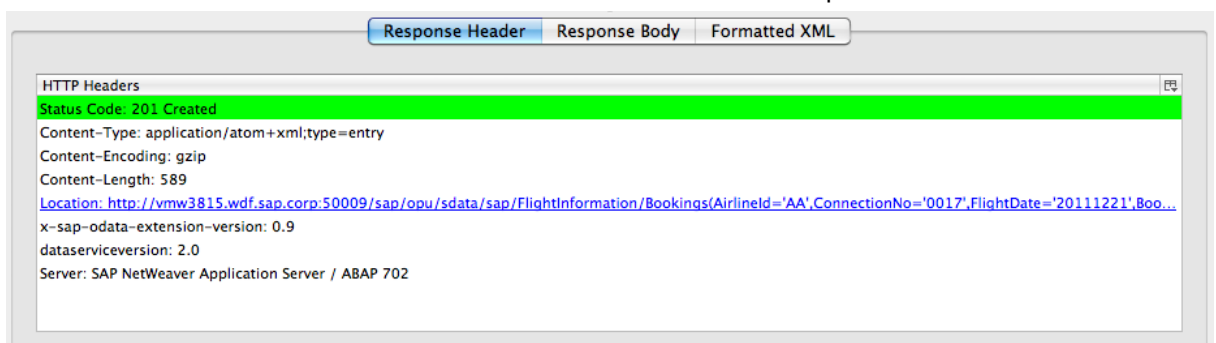 Response Header Response Body Formatted XML
HTTP Headers
Status Code: 201 Created
Content-Type: application/atom+xml;type=entry
Content-Encoding: gzip
Content-Length: 589
Location: http://vmw3815.wdf.sap.corp:50009/sap/opu/sdata/sap/FlightInformation/Bookings(AirlineId='AA',ConnectionNo='0017',FlightDate='20111221',Boo...
x-sap-odata-extension-version: 0.9
dataserviceversion: 2.0
Server: SAP NetWeaver Application Server / ABAP 702